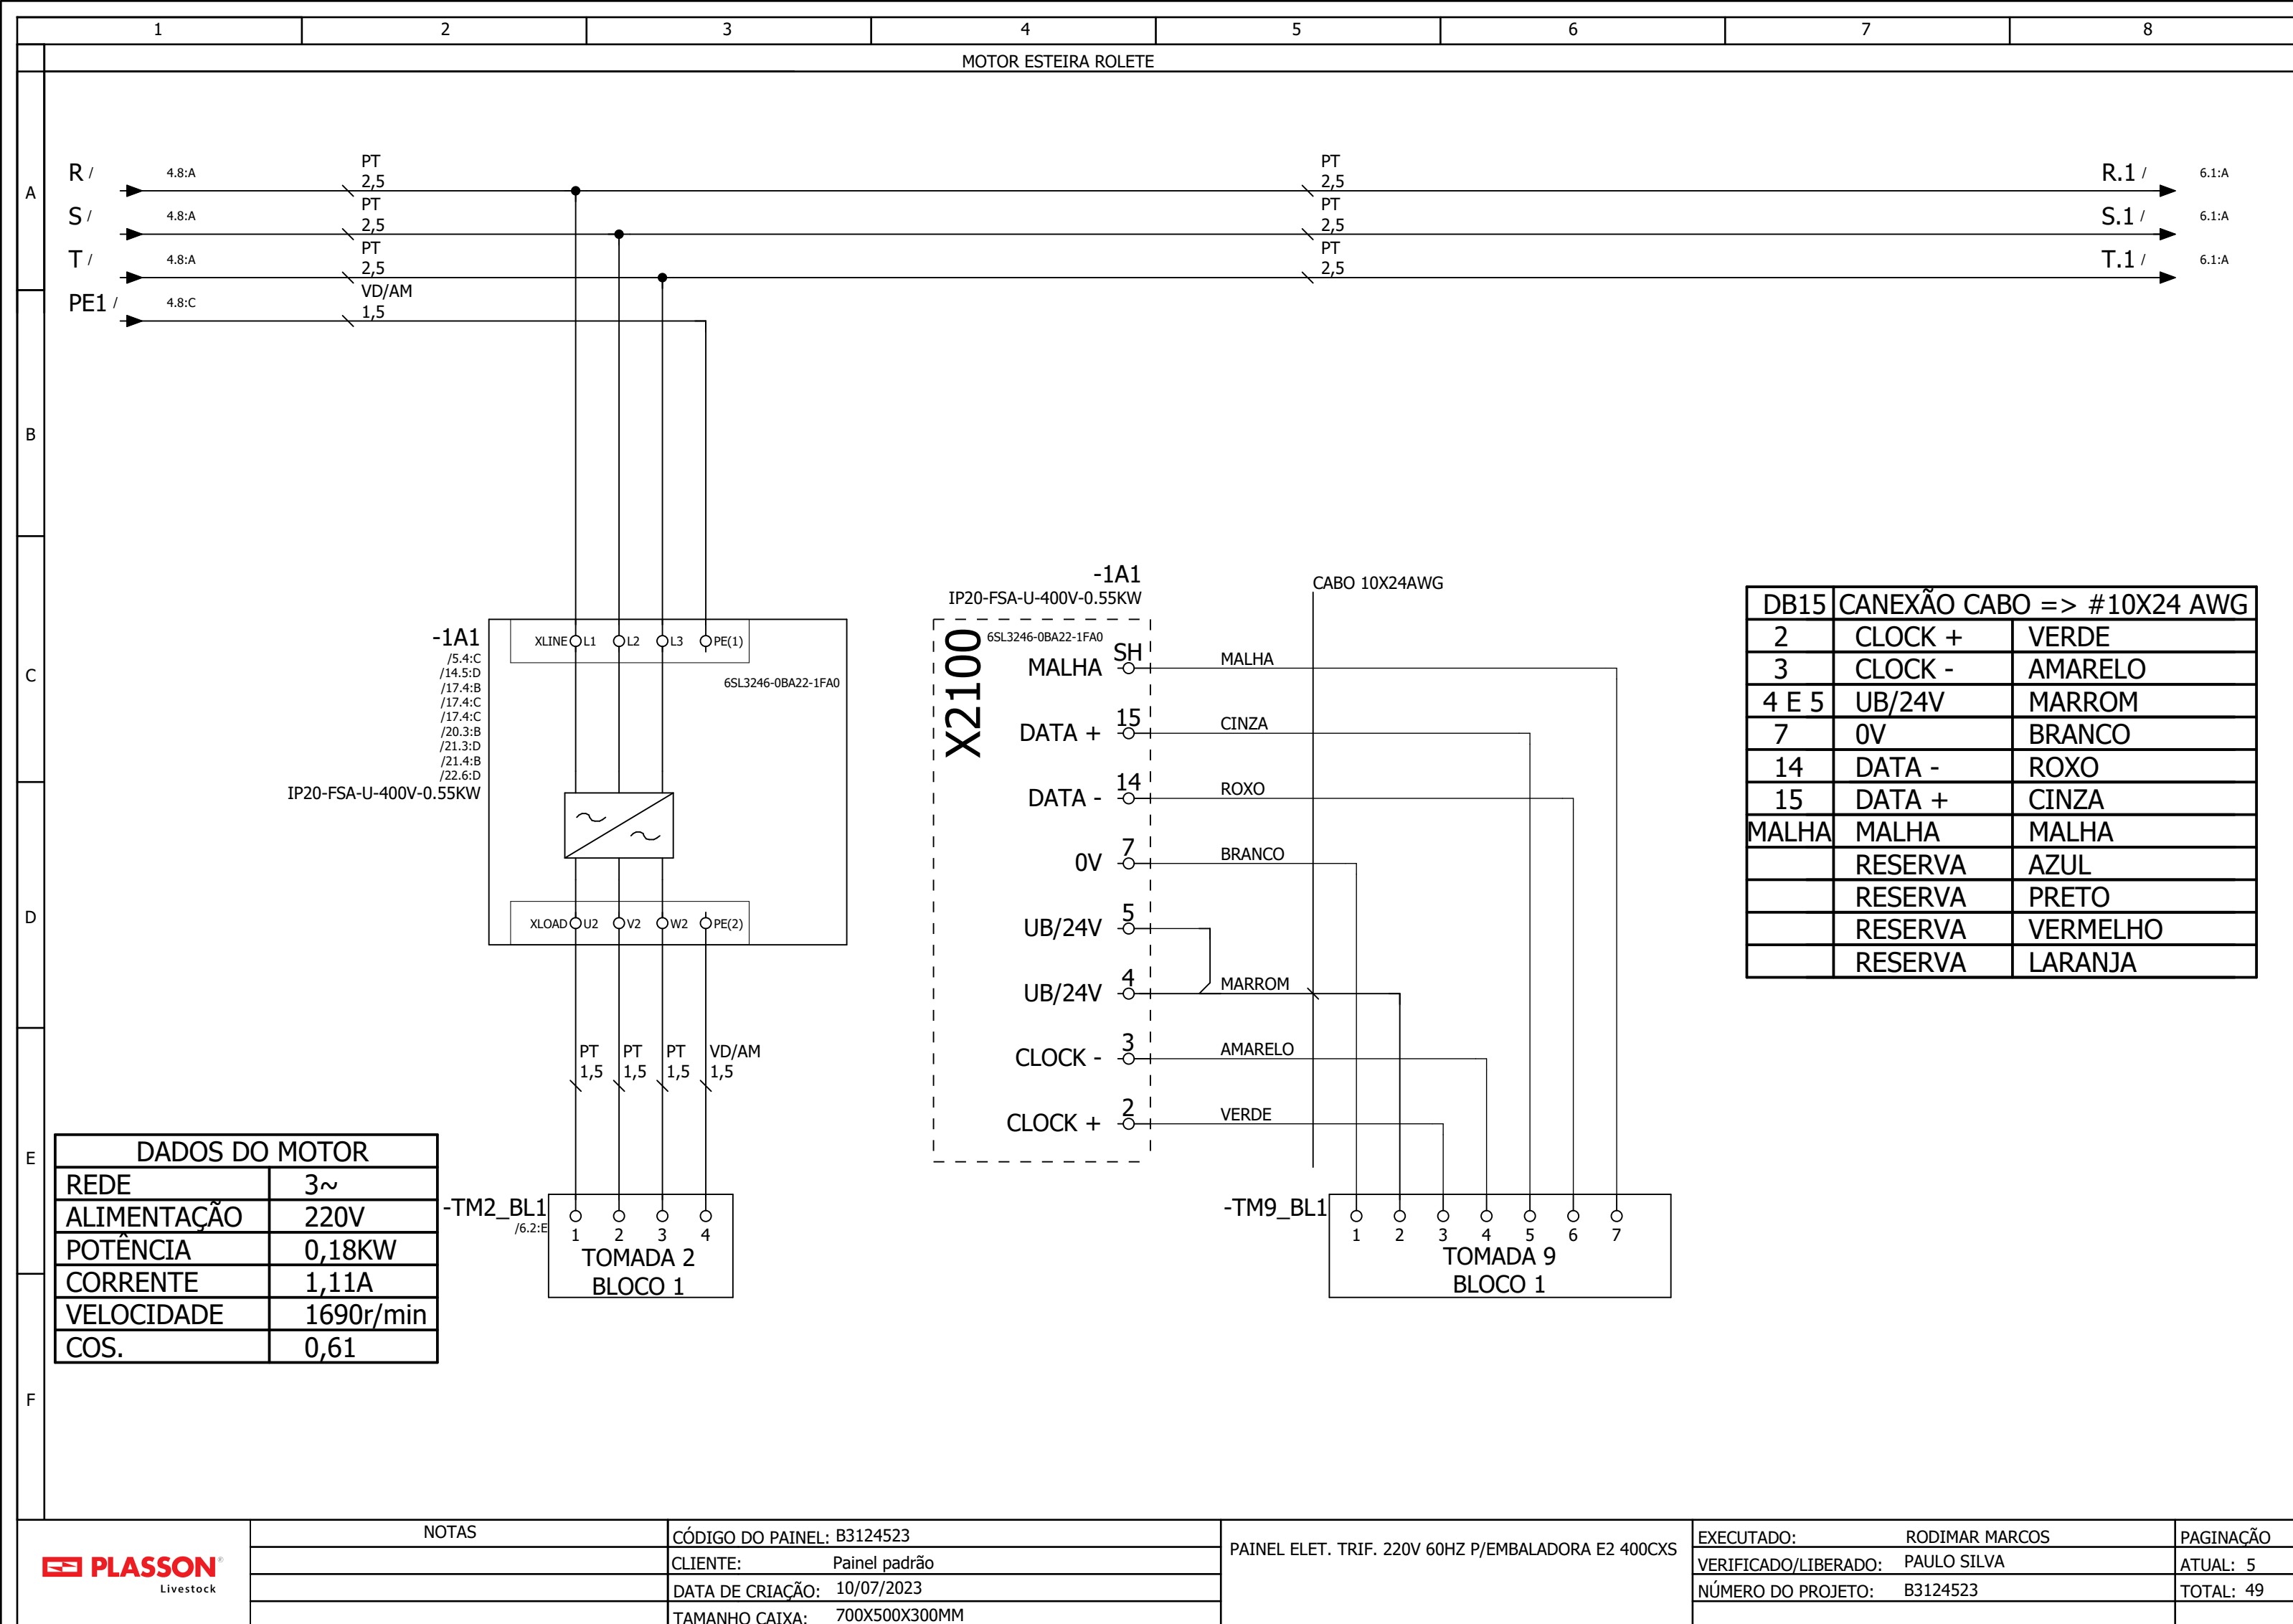 1 2 3 4 5 6 7 8
MOTOR ESTEIRA ROLETE
A
B
C
D
E
F
R / 4.8:A
PT
2,5
PT
2,5
R.1 / 6.1:A
S / 4.8:A
PT
2,5
PT
2,5
S.1 / 6.1:A
T / 4.8:A
PT
2,5
PT
2,5
T.1 / 6.1:A
PE1 / 4.8:C
VD/AM
1,5
-1A1
/5.4:C
/14.5:D
/17.4:B
/17.4:C
/17.4:C
/20.3:B
/21.3:D
/21.4:B
/22.6:D
IP20-FSA-U-400V-0.55KW
XLINE L1 L2 L3 PE(1)
6SL3246-0BA22-1FA0
XLOAD U2 V2 W2 PE(2)
PT PT PT VD/AM
1,5 1,5 1,5 1,5
-TM2_BL1
/6.2:E
1 2 3 4
TOMADA 2
BLOCO 1
-1A1
IP20-FSA-U-400V-0.55KW
6SL3246-0BA22-1FA0
X2100
CABO 10X24AWG
MALHA SH MALHA
DATA + 15 CINZA
DATA - 14 ROXO
0V 7 BRANCO
UB/24V 5
UB/24V 4 MARROM
CLOCK - 3 AMARELO
CLOCK + 2 VERDE
-TM9_BL1
1 2 3 4 5 6 7
TOMADA 9
BLOCO 1
DB15 CANEXÃO CABO => #10X24 AWG
2 CLOCK + VERDE
3 CLOCK - AMARELO
4 E 5 UB/24V MARROM
7 0V BRANCO
14 DATA - ROXO
15 DATA + CINZA
MALHA MALHA MALHA
RESERVA AZUL
RESERVA PRETO
RESERVA VERMELHO
RESERVA LARANJA
DADOS DO MOTOR
REDE 3~
ALIMENTAÇÃO 220V
POTÊNCIA 0,18KW
CORRENTE 1,11A
VELOCIDADE 1690r/min
COS. 0,61
PLASSON®
Livestock
NOTAS
CÓDIGO DO PAINEL: B3124523
CLIENTE: Painel padrão
DATA DE CRIAÇÃO: 10/07/2023
TAMANHO CAIXA: 700X500X300MM
PAINEL ELET. TRIF. 220V 60HZ P/EMBALADORA E2 400CXS
EXECUTADO: RODIMAR MARCOS
VERIFICADO/LIBERADO: PAULO SILVA
NÚMERO DO PROJETO: B3124523
PAGINAÇÃO
ATUAL: 5
TOTAL: 49